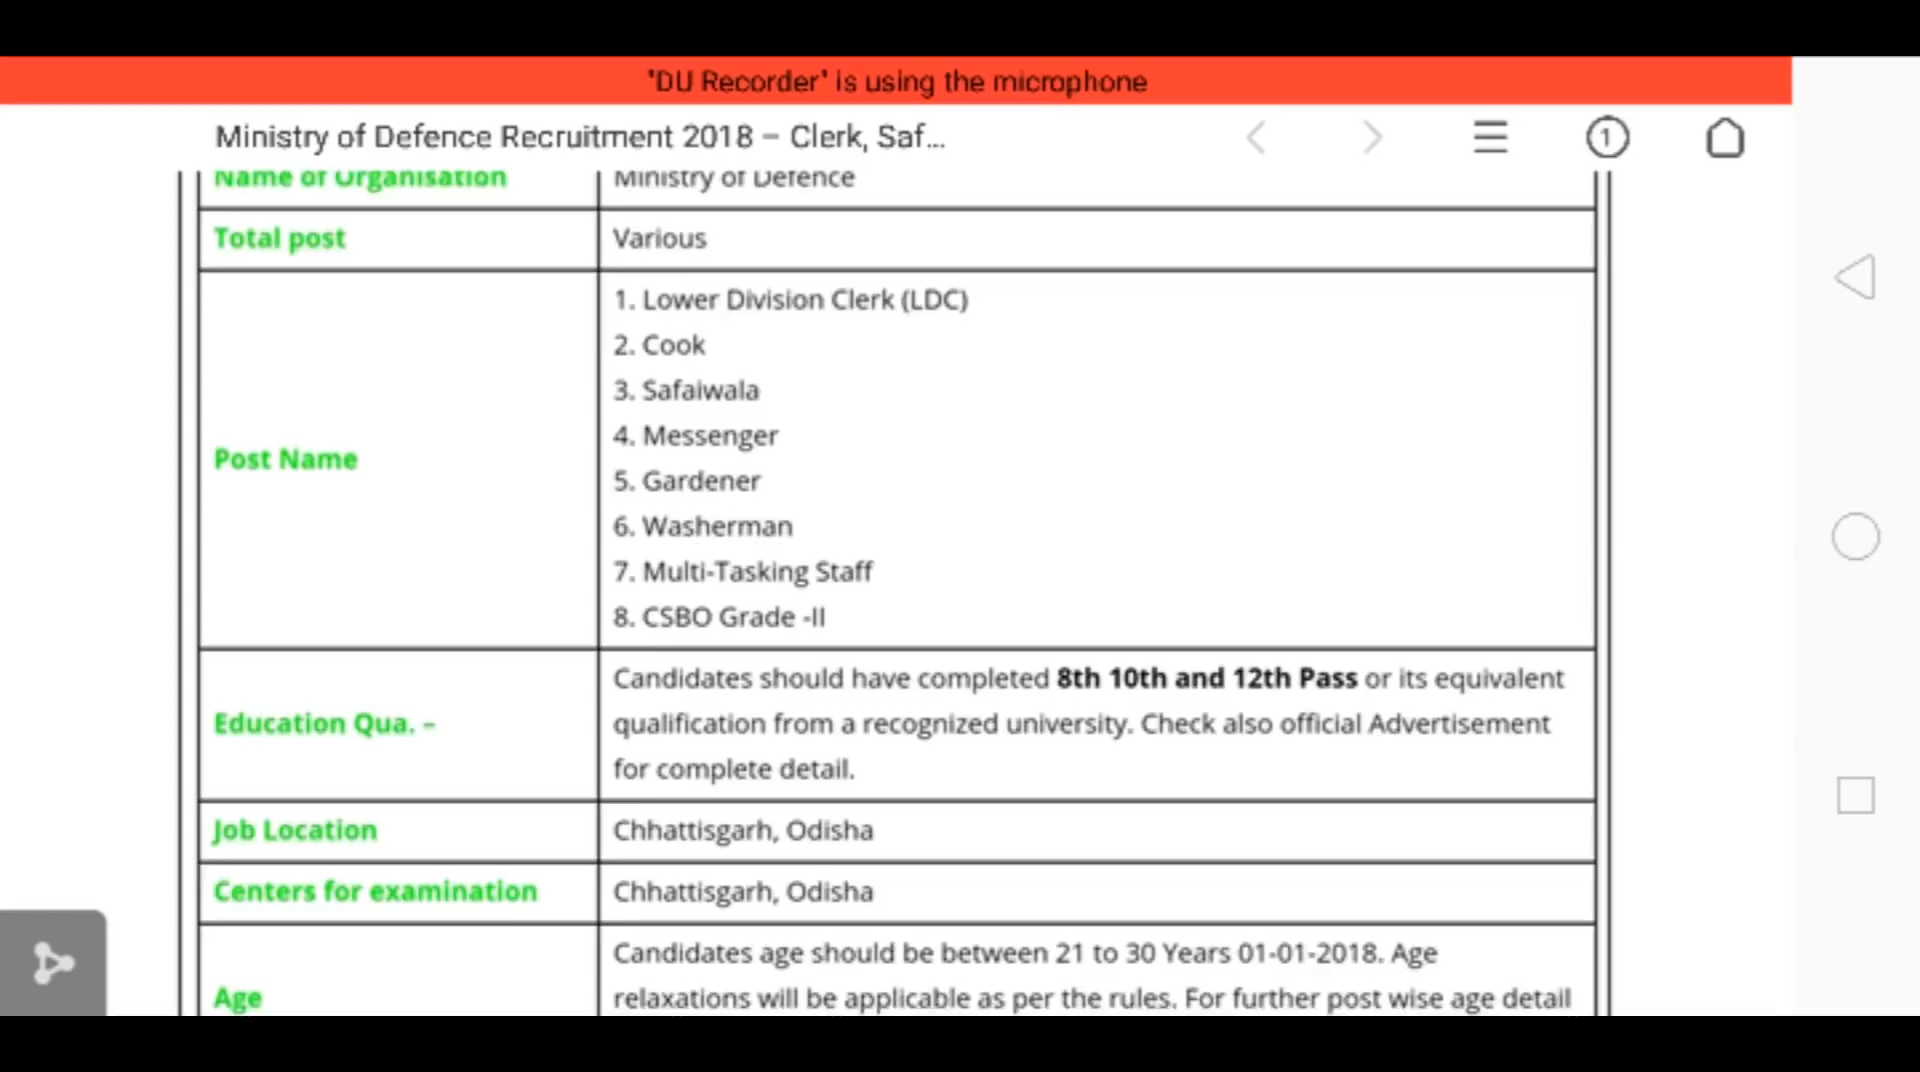 'DU Recorder' is using the microphone
Ministry of Defence Recruitment 2018 – Clerk, Saf...
1
Name of Organisation
Ministry of Defence
Total post
Various
Post Name
1. Lower Division Clerk (LDC)
2. Cook
3. Safaiwala
4. Messenger
5. Gardener
6. Washerman
7. Multi-Tasking Staff
8. CSBO Grade -II
Education Qua. –
Candidates should have completed 8th 10th and 12th Pass or its equivalent
qualification from a recognized university. Check also official Advertisement
for complete detail.
Job Location
Chhattisgarh, Odisha
Centers for examination
Chhattisgarh, Odisha
Age
Candidates age should be between 21 to 30 Years 01-01-2018. Age
relaxations will be applicable as per the rules. For further post wise age detail